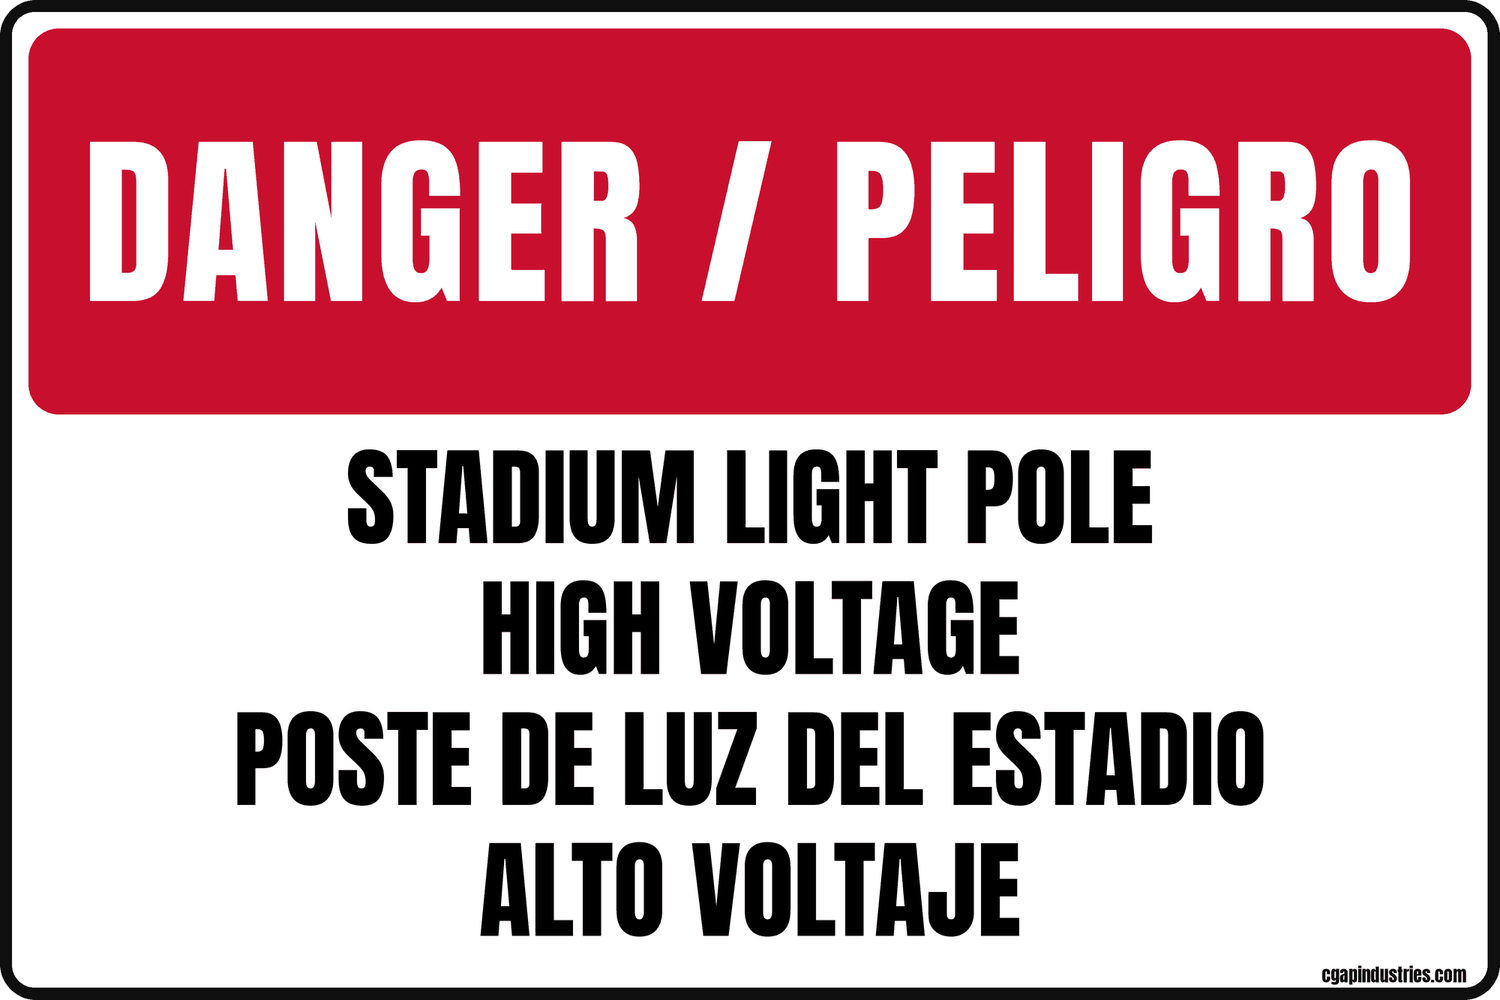 DANGER / PELIGRO
STADIUM LIGHT POLE
HIGH VOLTAGE
POSTE DE LUZ DEL ESTADIO
ALTO VOLTAJE
cgapindustries.com